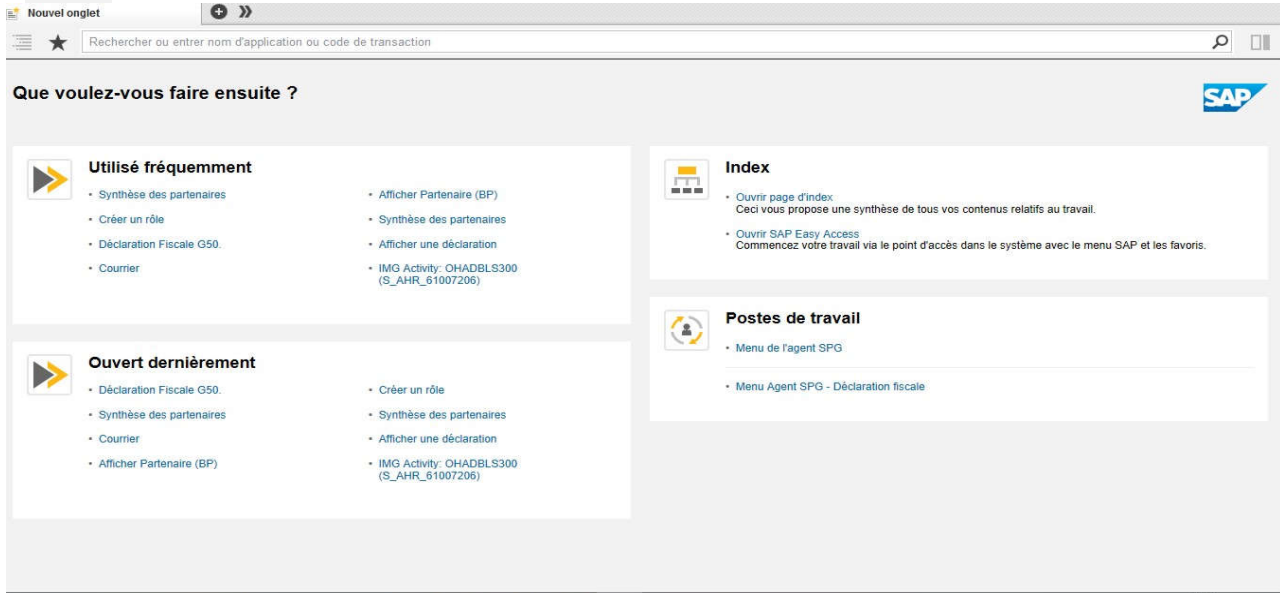 Nouvel onglet
Rechercher ou entrer nom d'application ou code de transaction
Que voulez-vous faire ensuite ?
SAP
Utilisé fréquemment
• Synthèse des partenaires
• Créer un rôle
• Déclaration Fiscale G50.
• Courrier
• Afficher Partenaire (BP)
• Synthèse des partenaires
• Afficher une déclaration
• IMG Activity: OHADBLS300
(S_AHR_61007206)
Ouvert dernièrement
• Déclaration Fiscale G50.
• Synthèse des partenaires
• Courrier
• Afficher Partenaire (BP)
• Créer un rôle
• Synthèse des partenaires
• Afficher une déclaration
• IMG Activity: OHADBLS300
(S_AHR_61007206)
Index
• Ouvrir page d'index
Ceci vous propose une synthèse de tous vos contenus relatifs au travail.
• Ouvrir SAP Easy Access
Commencez votre travail via le point d'accès dans le système avec le menu SAP et les favoris.
Postes de travail
• Menu de l'agent SPG
• Menu Agent SPG - Déclaration fiscale